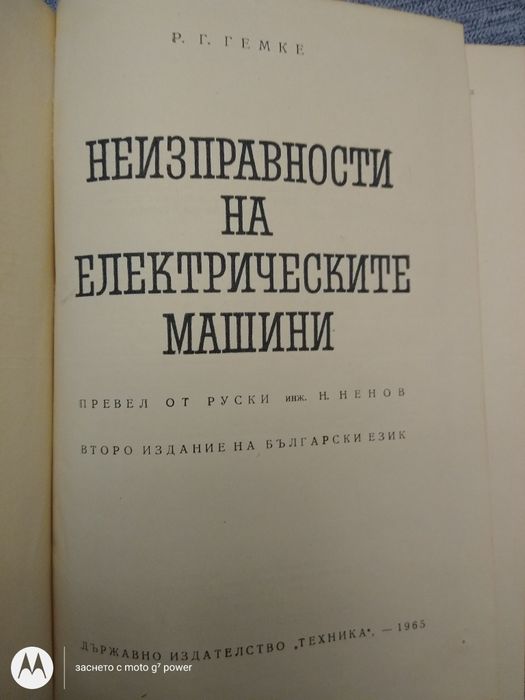 Р. Г. ГЕМКЕ
НЕИЗПРАВНОСТИ
НА
ЕЛЕКТРИЧЕСКИТЕ
МАШИНИ
ПРЕВЕЛ ОТ РУСКИ инж. Н. НЕНОВ
ВТОРО ИЗДАНИЕ НА БЪЛГАРСКИ ЕЗИК
ДЪРЖАВНО ИЗДАТЕЛСТВО „ТЕХНИКА“, — 1965
заснето с moto g⁷ power